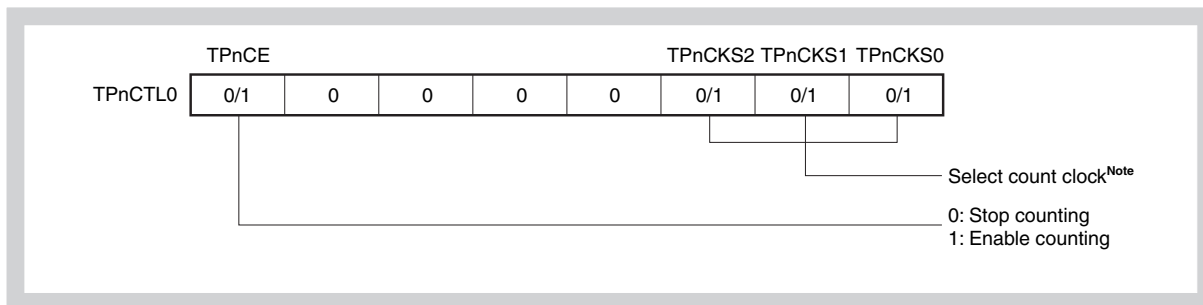 TPnCE TPnCKS2 TPnCKS1 TPnCKS0
TPnCTL0 0/1 0 0 0 0 0/1 0/1 0/1
Select count clockNote
0: Stop counting
1: Enable counting